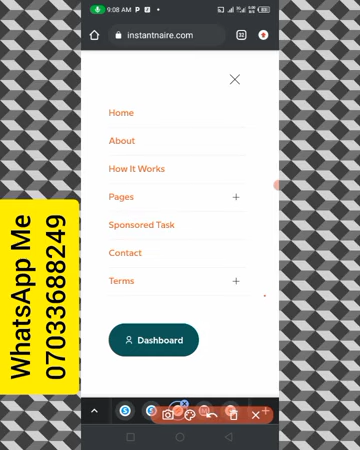 9:08 AM
instantnaire.com
Home
About
How It Works
Pages
Sponsored Task
Contact
Terms
Dashboard
WhatsApp Me
07033688249